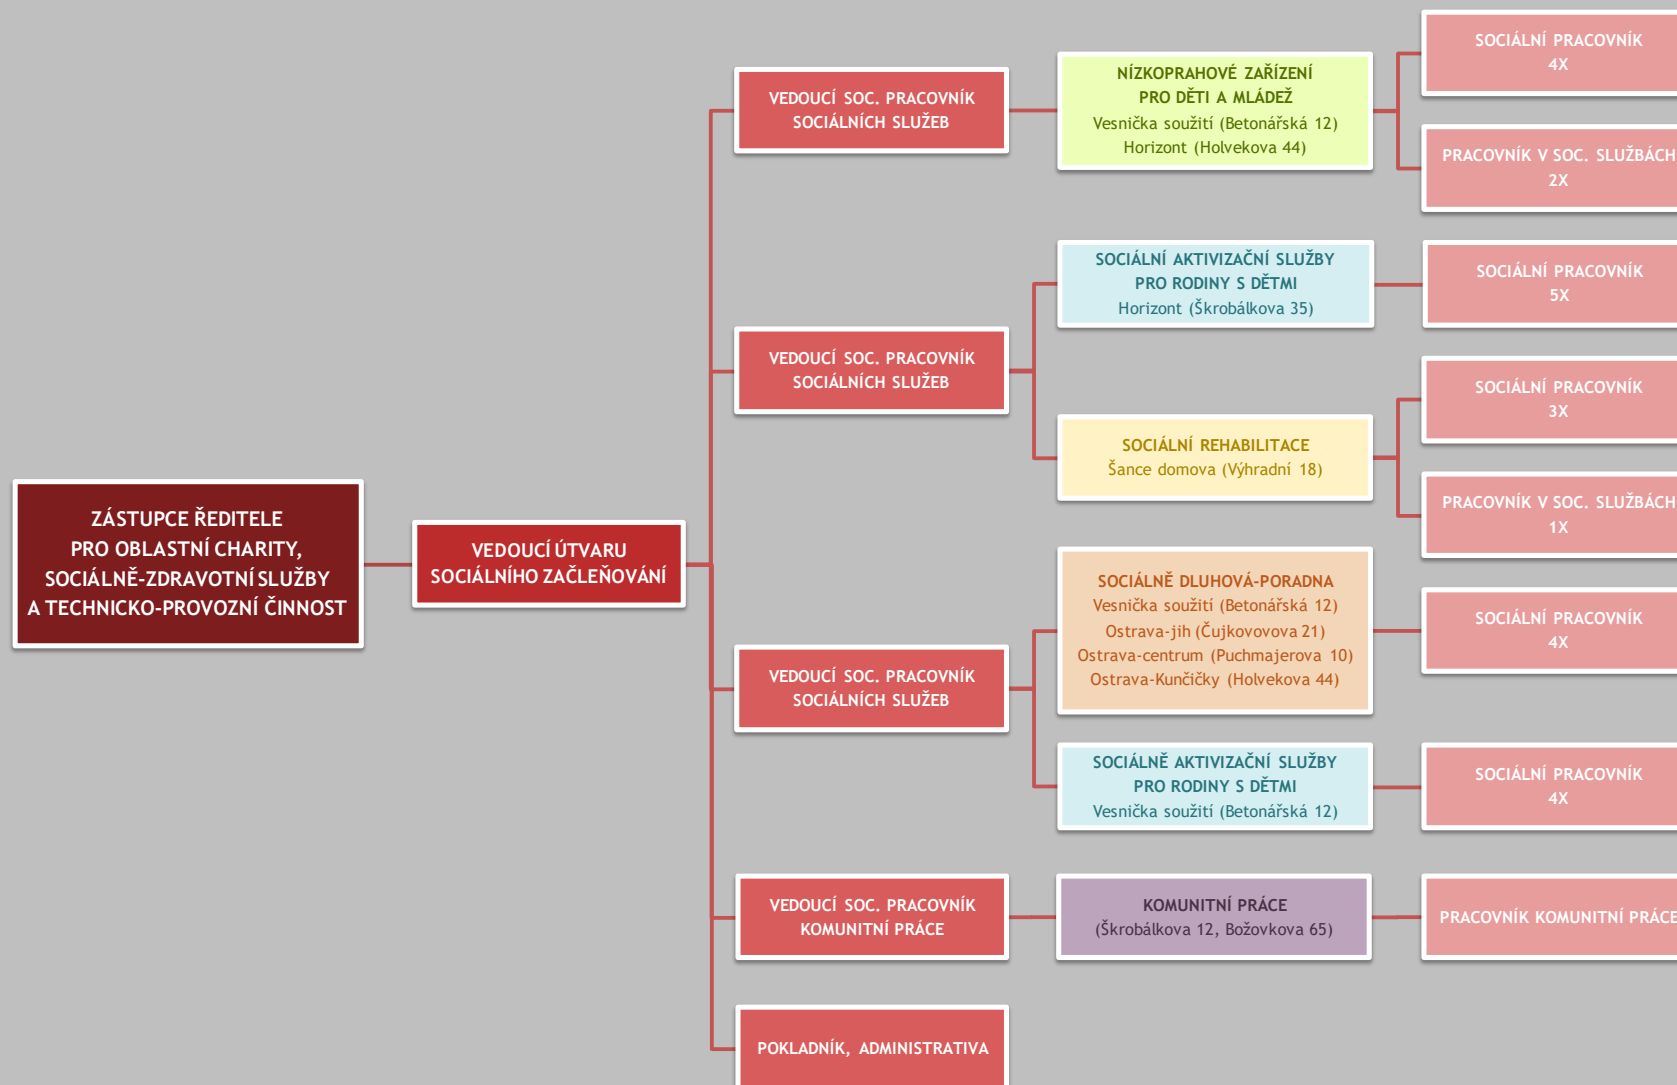 ZÁSTUPCE ŘEDITELE
PRO OBLASTNÍ CHARITY,
SOCIÁLNĚ-ZDRAVOTNÍ SLUŽBY
A TECHNICKO-PROVOZNÍ ČINNOST
VEDOUCÍ ÚTVARU
SOCIÁLNÍHO ZAČLEŇOVÁNÍ
VEDOUCÍ SOC. PRACOVNÍK
SOCIÁLNÍCH SLUŽEB
NÍZKOPRAHOVÉ ZAŘÍZENÍ
PRO DĚTI A MLÁDEŽ
Vesnička soužití (Betonářská 12)
Horizont (Holvekova 44)
SOCIÁLNÍ PRACOVNÍK
4X
PRACOVNÍK V SOC. SLUŽBÁCH
2X
VEDOUCÍ SOC. PRACOVNÍK
SOCIÁLNÍCH SLUŽEB
SOCIÁLNÍ AKTIVIZAČNÍ SLUŽBY
PRO RODINY S DĚTMI
Horizont (Škrobálkova 35)
SOCIÁLNÍ PRACOVNÍK
5X
SOCIÁLNÍ REHABILITACE
Šance domova (Výhradní 18)
SOCIÁLNÍ PRACOVNÍK
3X
PRACOVNÍK V SOC. SLUŽBÁCH
1X
VEDOUCÍ SOC. PRACOVNÍK
SOCIÁLNÍCH SLUŽEB
SOCIÁLNĚ DLUHOVÁ-PORADNA
Vesnička soužití (Betonářská 12)
Ostrava-jih (Čujkovovova 21)
Ostrava-centrum (Puchmajerova 10)
Ostrava-Kunčičky (Holvekova 44)
SOCIÁLNÍ PRACOVNÍK
4X
SOCIÁLNĚ AKTIVIZAČNÍ SLUŽBY
PRO RODINY S DĚTMI
Vesnička soužití (Betonářská 12)
SOCIÁLNÍ PRACOVNÍK
4X
VEDOUCÍ SOC. PRACOVNÍK
KOMUNITNÍ PRÁCE
KOMUNITNÍ PRÁCE
(Škrobálkova 12, Božovkova 65)
PRACOVNÍK KOMUNITNÍ PRÁCE
POKLADNÍK, ADMINISTRATIVA